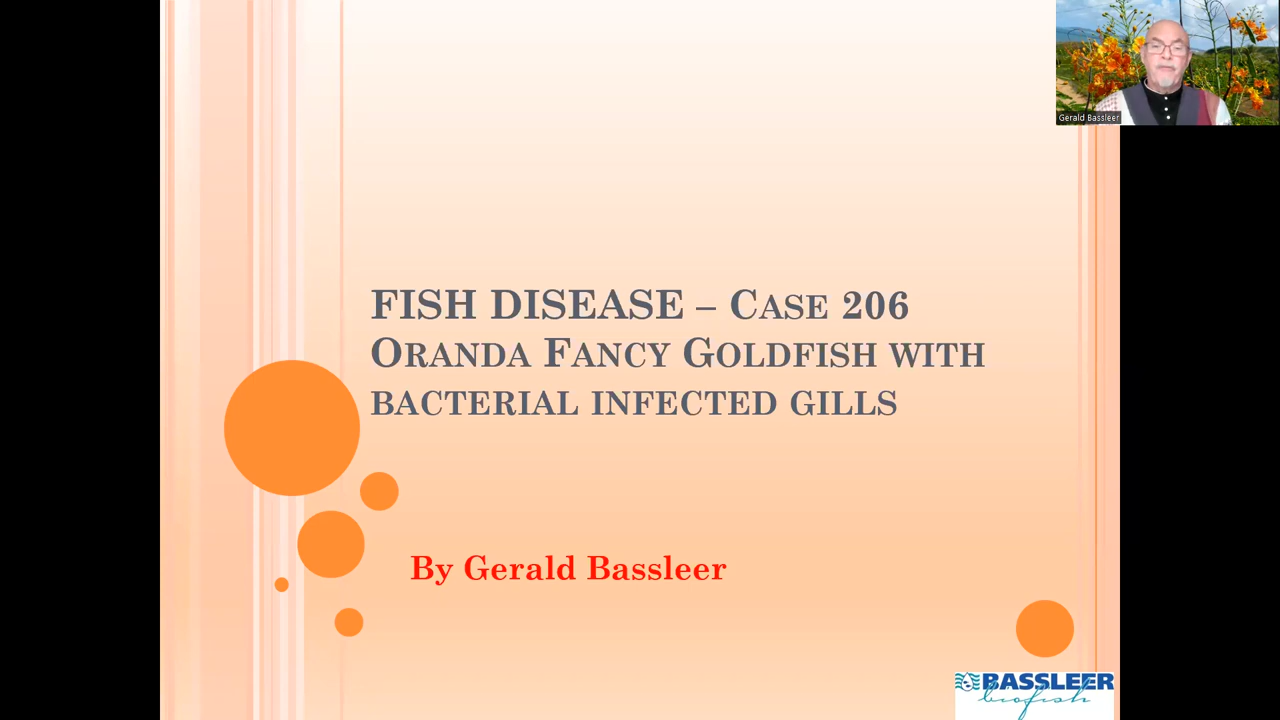 Gerald Bassleer
FISH DISEASE – CASE 206
ORANDA FANCY GOLDFISH WITH
BACTERIAL INFECTED GILLS
By Gerald Bassleer
BASSLEER
biofish